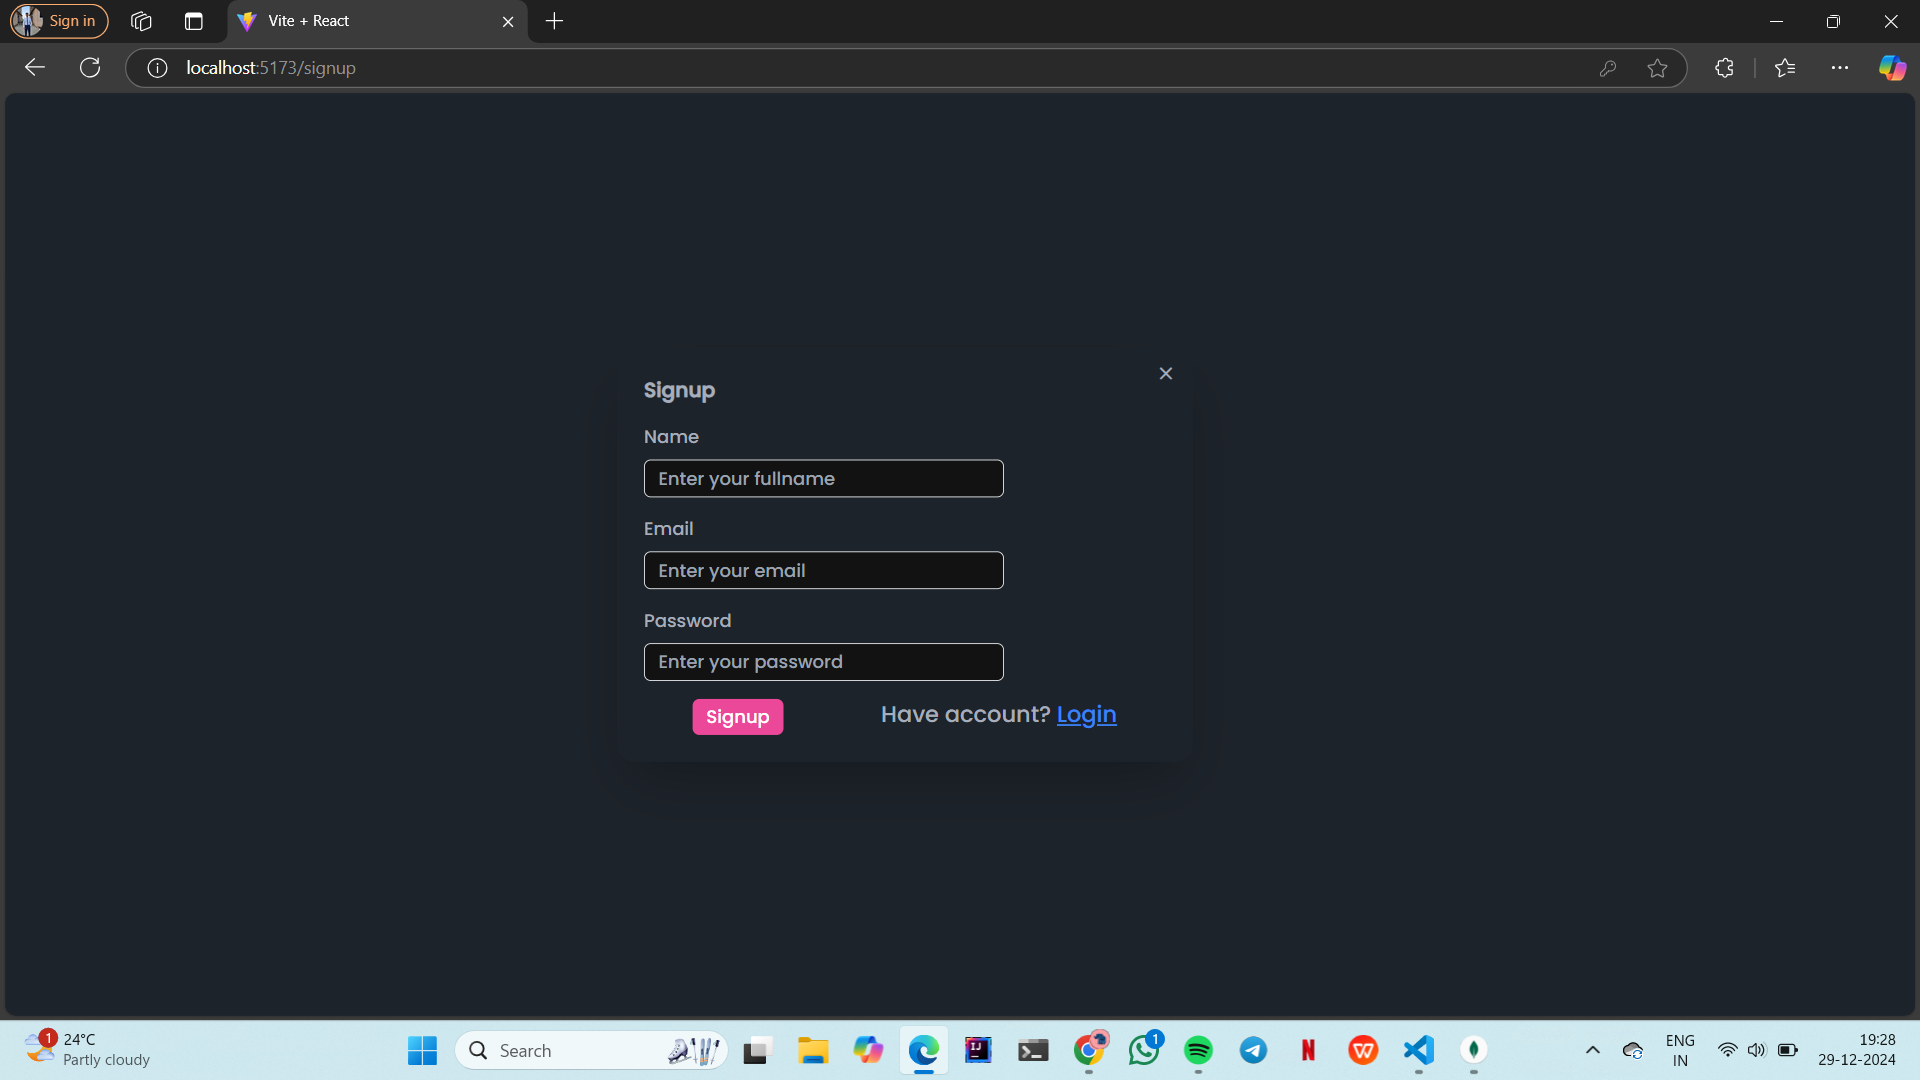 Sign in
Vite + React
localhost:5173/signup
Signup
Name
Enter your fullname
Email
Enter your email
Password
Enter your password
Signup
Have account? Login
1
24°C
Partly cloudy
Search
IJ
1
N
W
ENG
IN
19:28
29-12-2024